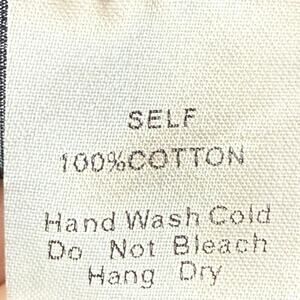 SELF
100%COTTON
Hand Wash Cold
Do Not Bleach
Hang Dry